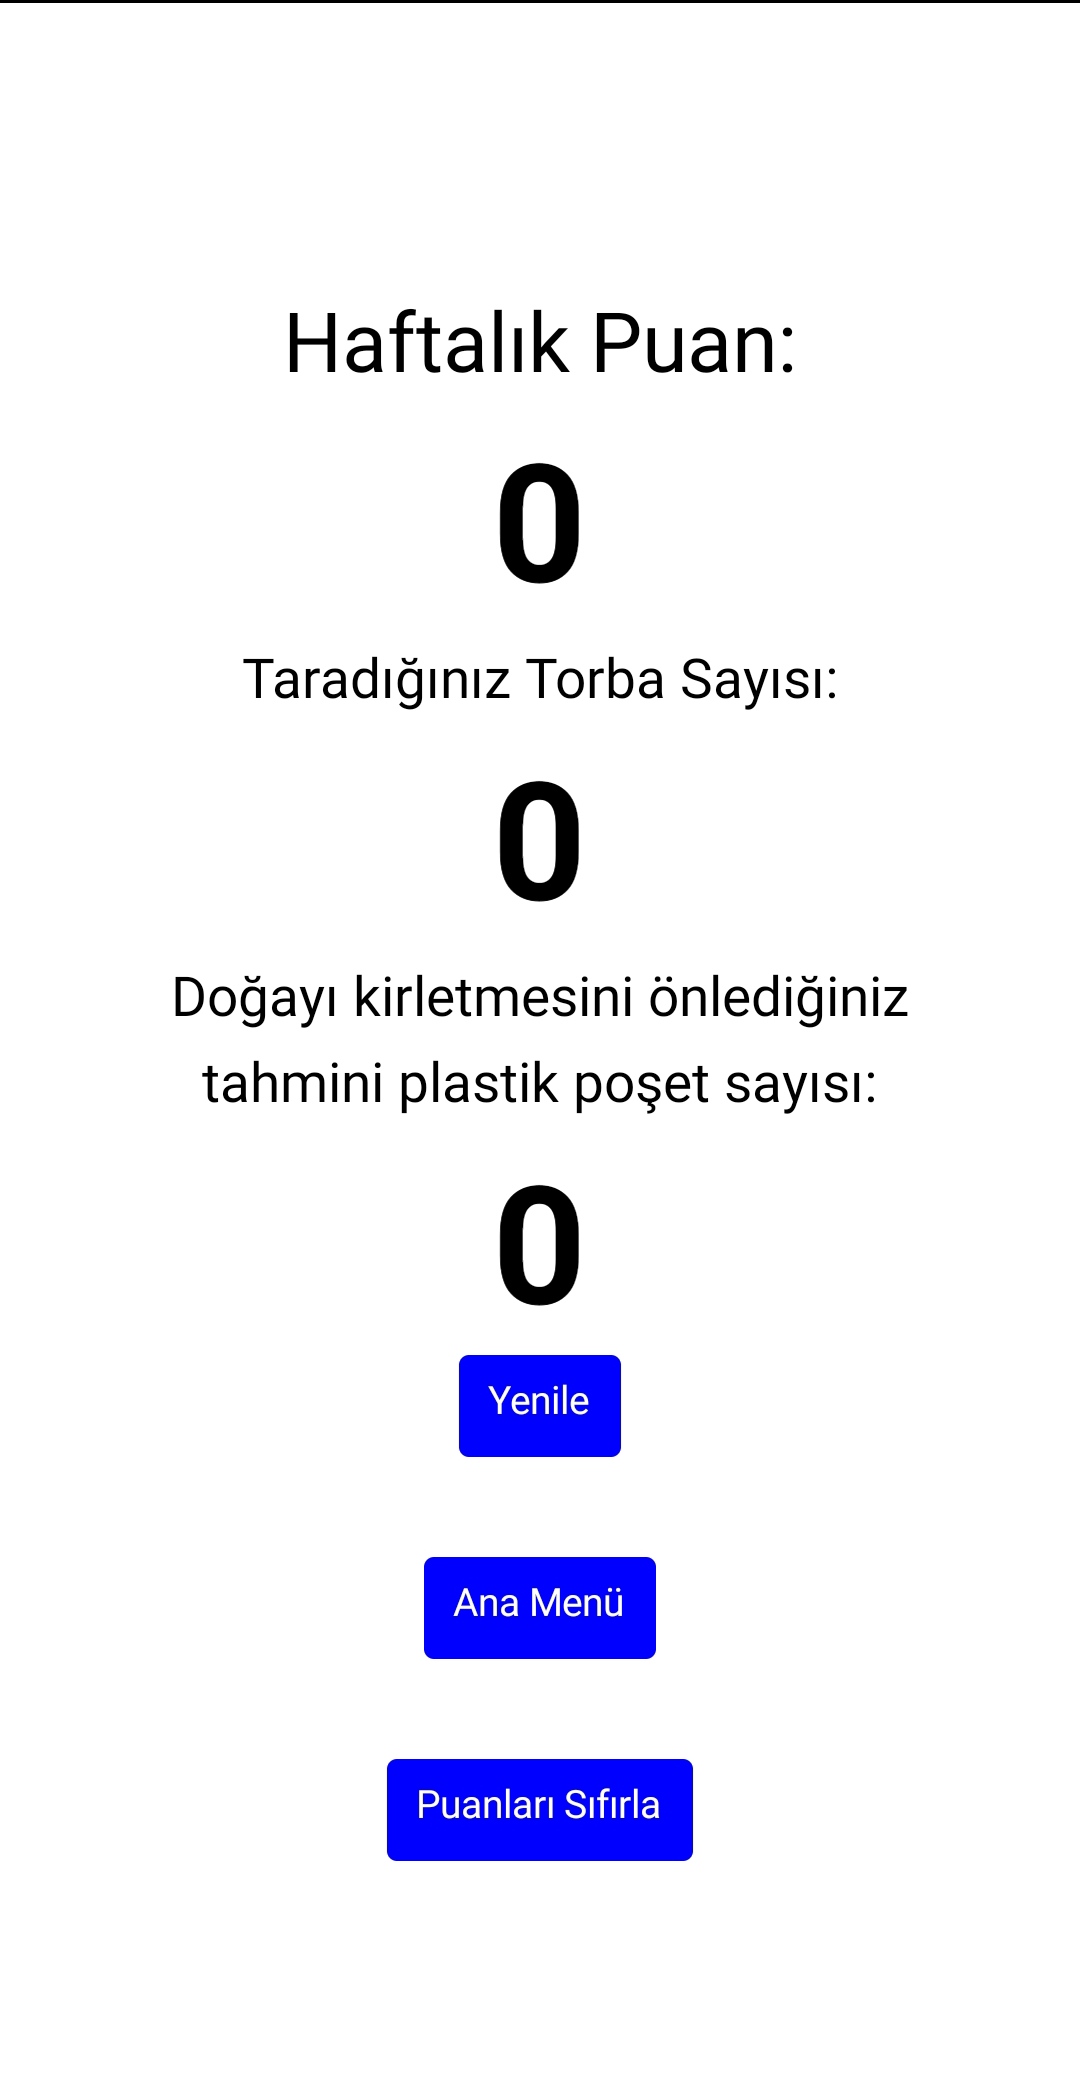 Haftalık Puan:
0
Taradığınız Torba Sayısı:
0
Doğayı kirletmesini önlediğiniz
tahmini plastik poşet sayısı:
0
Yenile
Ana Menü
Puanları Sıfırla